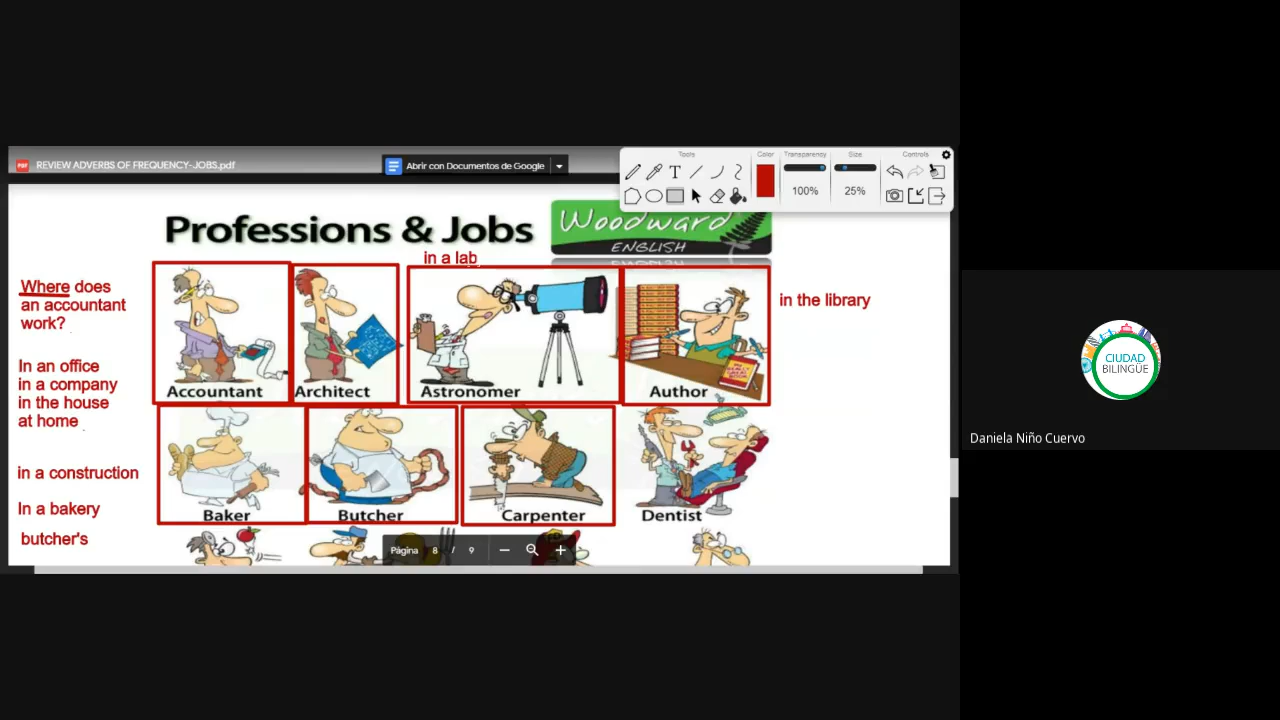 REVIEW ADVERBS OF FREQUENCY-JOBS.pdf
Abrir con Documentos de Google
Tools
Color
Transparency
Size
Controls
100%
25%
Professions & Jobs
Woodward
ENGLISH
in a lab
Where does
an accountant
work?
in the library
In an office
in a company
in the house
at home
Accountant
Architect
Astronomer
Author
in a construction
In a bakery
butcher's
Baker
Butcher
Carpenter
Dentist
Página 8 / 9
CIUDAD
BILINGÜE
Daniela Niño Cuervo